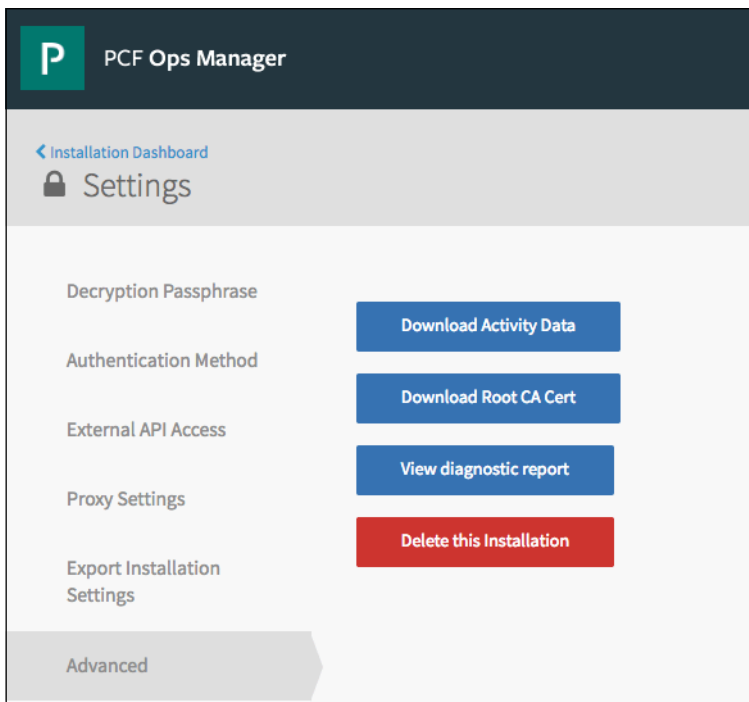 P
PCF Ops Manager
Installation Dashboard
Settings
Decryption Passphrase
Authentication Method
External API Access
Proxy Settings
Export Installation
Settings
Advanced
Download Activity Data
Download Root CA Cert
View diagnostic report
Delete this Installation